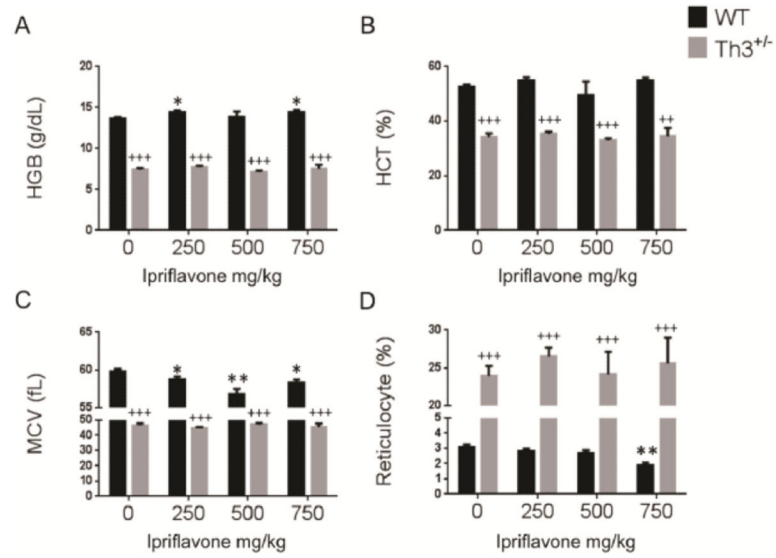 WT
Th3+/-
A
HGB (g/dL)
20
15
10
5
0
* *
+++ +++ +++ +++
0 250 500 750
Ipriflavone mg/kg
B
HCT (%)
60
40
20
0
+++ +++ +++ ++
0 250 500 750
Ipriflavone mg/kg
C
MCV (fL)
65
60
55
50
40
30
20
10
0
* ** *
+++ +++ +++ +++
0 250 500 750
Ipriflavone mg/kg
D
Reticulocyte (%)
30
25
20
5
4
3
2
1
0
+++ +++ +++ +++
**
0 250 500 750
Ipriflavone mg/kg